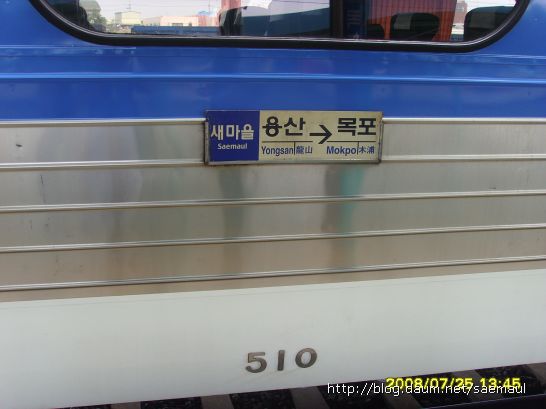 새마을 용산 → 목포
Saemaul Yongsan 龍山 Mokpo 木浦
510
2008/07/25 13:45
http://blog.daum.net/saemaul